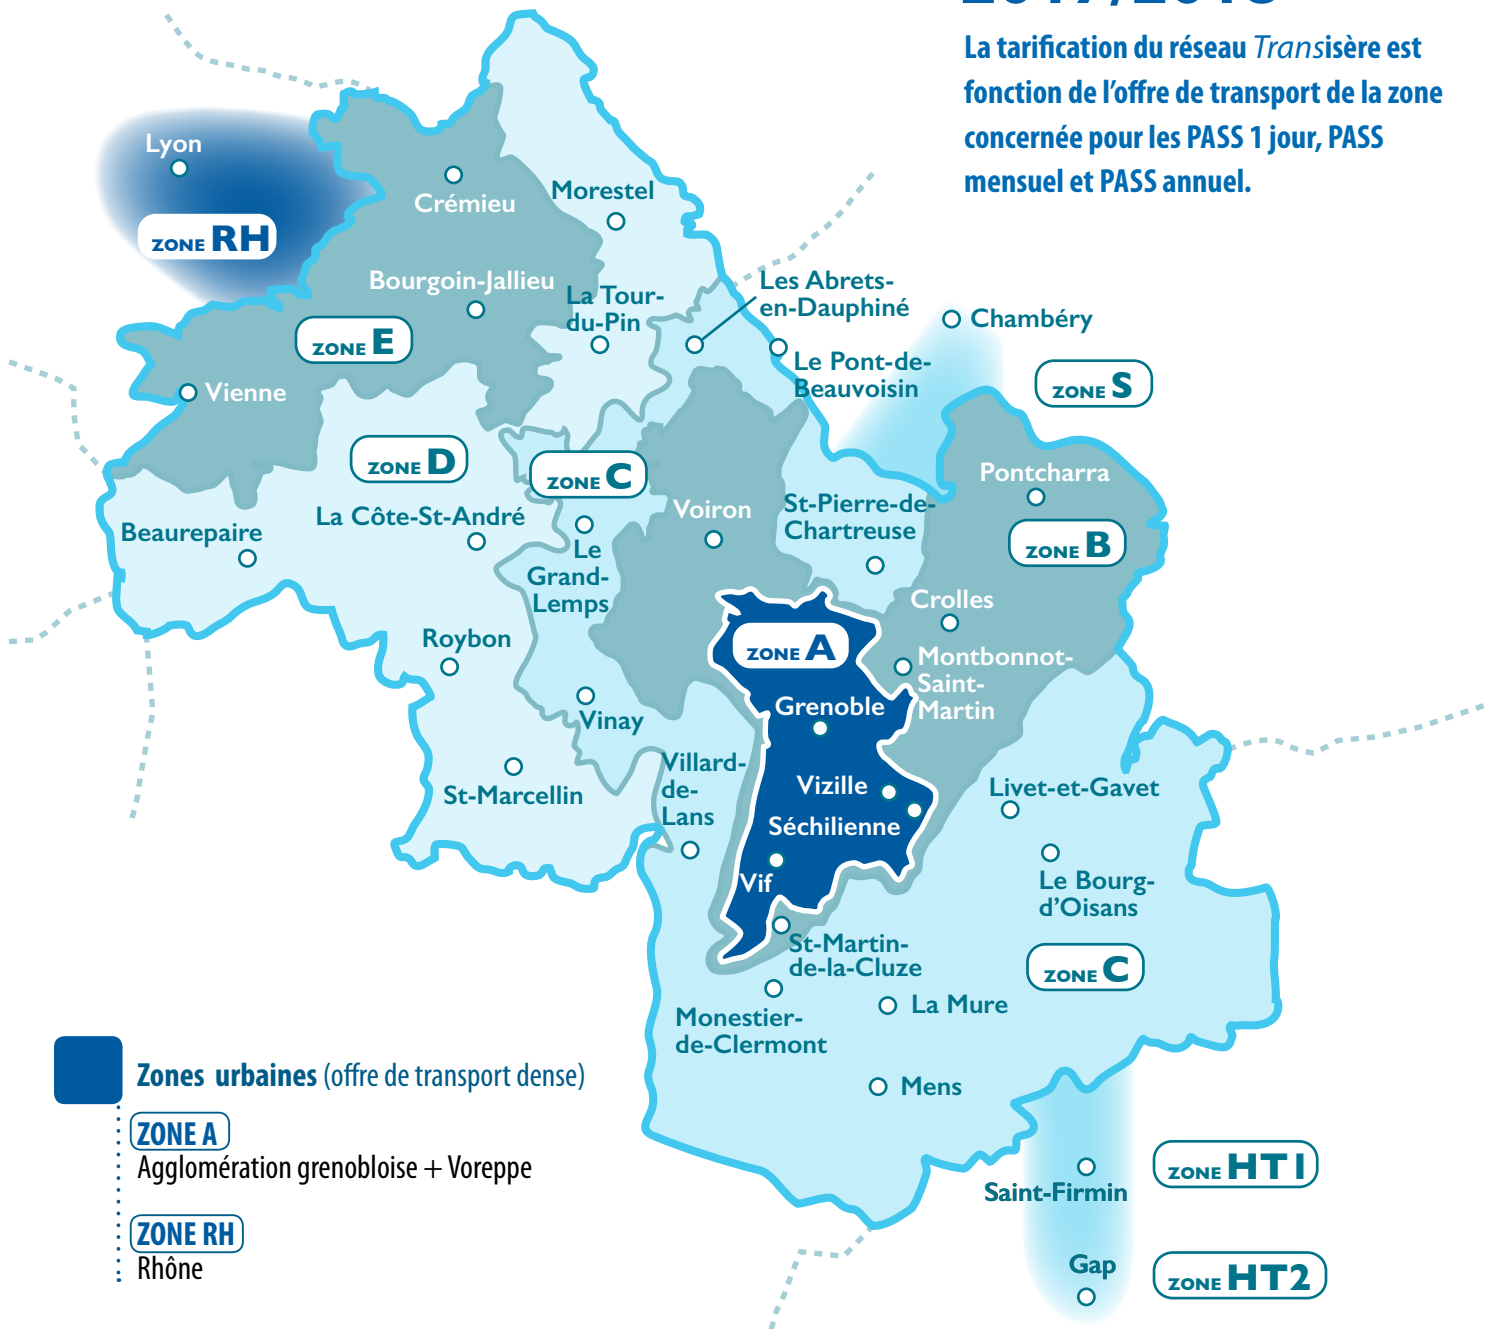 2017/2018
La tarification du réseau Transisère est
fonction de l'offre de transport de la zone
concernée pour les PASS 1 jour, PASS
mensuel et PASS annuel.
Lyon
ZONE RH
Crémieu
Morestel
Bourgoin-Jallieu
La Tour-
du-Pin
Les Abrets-
en-Dauphiné
Chambéry
ZONE E
Le Pont-de-
Beauvoisin
ZONE S
Vienne
ZONE D
ZONE C
Pontcharra
Beaurepaire
La Côte-St-André
Voiron
St-Pierre-de-
Chartreuse
ZONE B
Le
Grand-
Lemps
Crolles
Roybon
ZONE A
Montbonnot-
Saint-
Martin
Grenoble
Vinay
Villard-
de-
Lans
St-Marcellin
Vizille
Livet-et-Gavet
Séchilienne
Vif
Le Bourg-
d'Oisans
St-Martin-
de-la-Cluze
ZONE C
Monestier-
de-Clermont
La Mure
Mens
Zones urbaines (offre de transport dense)
ZONE A
Agglomération grenobloise + Voreppe
ZONE RH
Rhône
Saint-Firmin
ZONE HT1
Gap
ZONE HT2